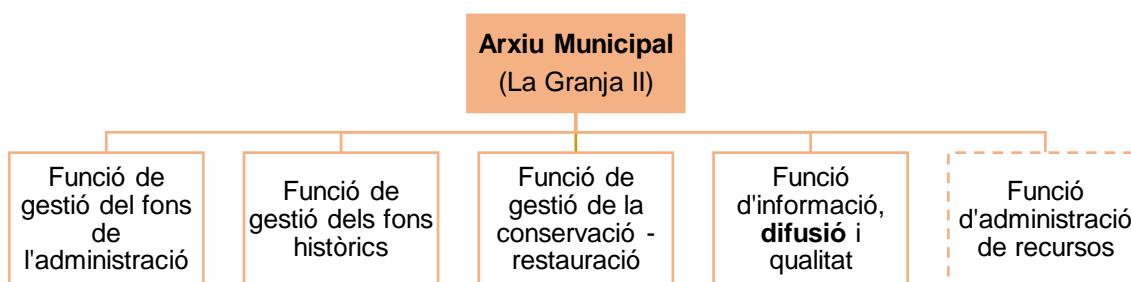 Arxiu Municipal
(La Granja II)
Funció de
gestió del fons
de
l'administració
Funció de
gestió dels fons
històrics
Funció de
gestió de la
conservació -
restauració
Funció
d'informació,
difusió i
qualitat
Funció
d'administració
de recursos